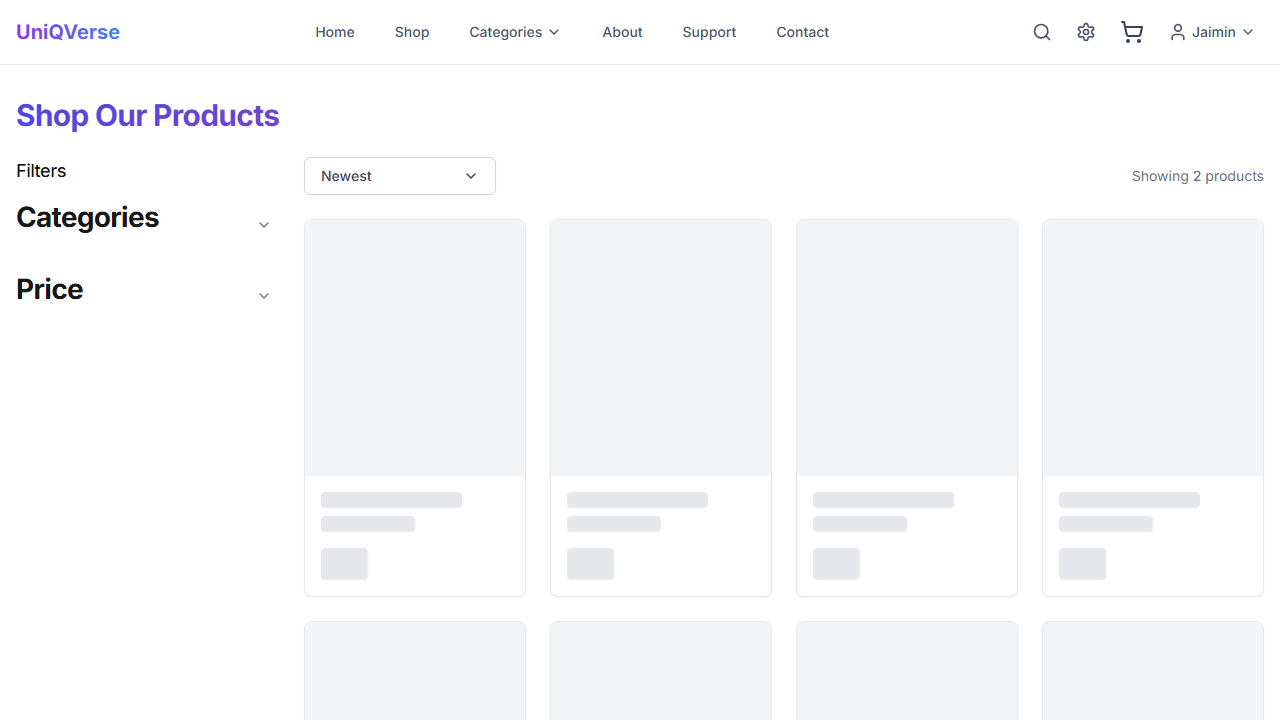 UniQVerse
Home
Shop
Categories
About
Support
Contact
Jaimin
Shop Our Products
Filters
Newest
Showing 2 products
Categories
Price